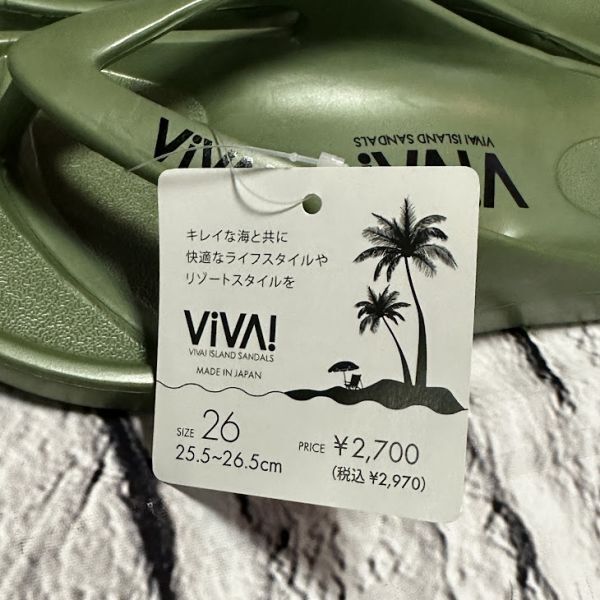 ViVA!
ViVA!
VIVA! ISLAND SANDALS
キレイな海と共に
快適なライフスタイルや
リゾートスタイルを
ViVA!
VIVA! ISLAND SANDALS
MADE IN JAPAN
SIZE 26
25.5~26.5cm
PRICE ¥2,700
(税込 ¥2,970)